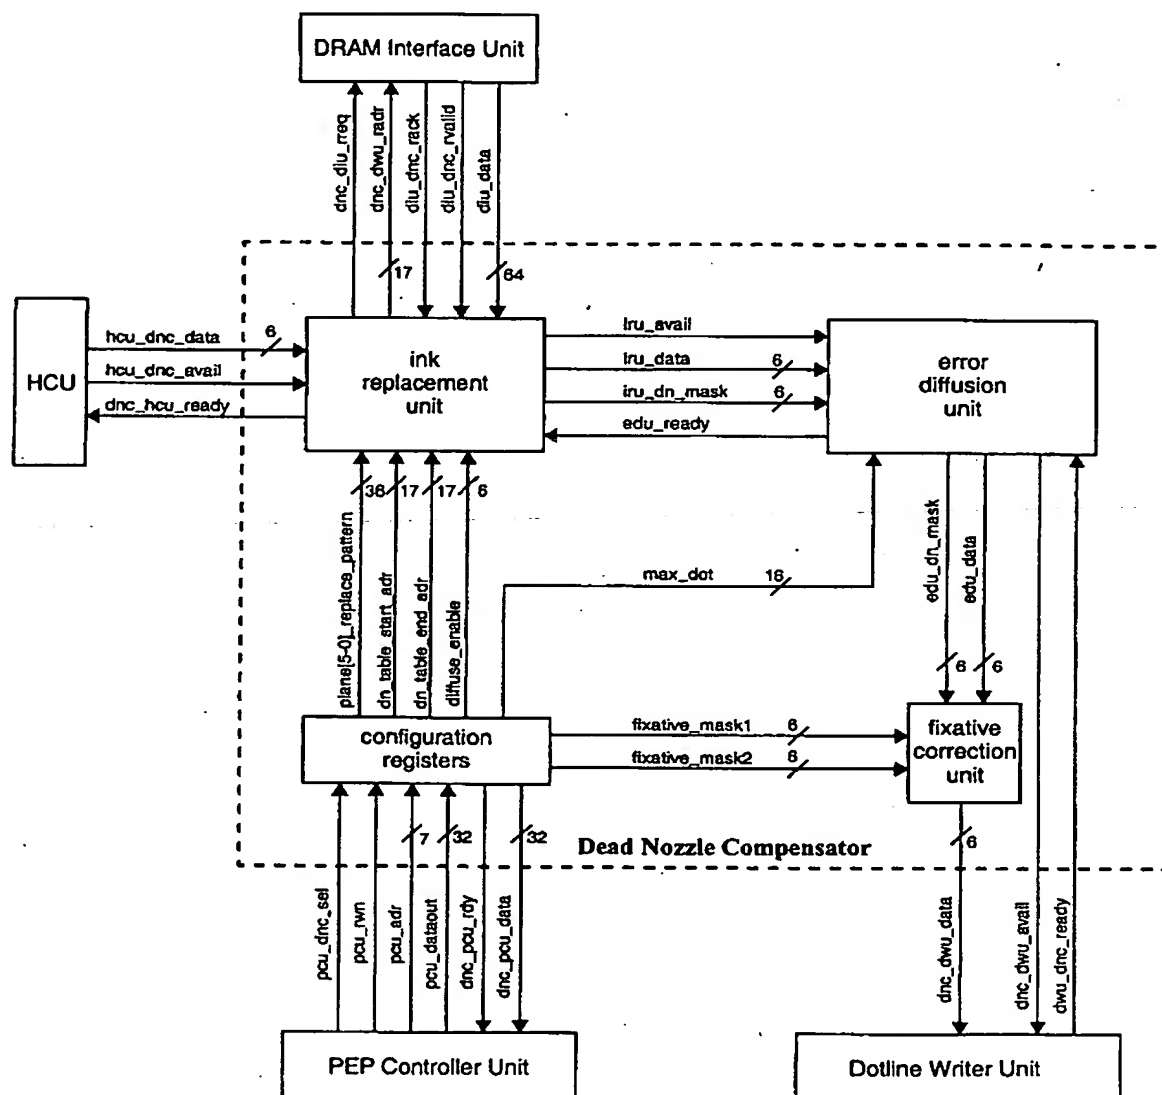 DRAM Interface Unit
dnc_diu_rreq
dnc_dwu_radr
diu_dnc_rack
diu_dnc_rvalid
diu_data
17
64
HCU
hcu_dnc_data
6
hcu_dnc_avail
dnc_hcu_ready
ink
replacement
unit
iru_avail
iru_data
6
iru_dn_mask
6
edu_ready
error
diffusion
unit
36
17
17
6
plane[5-0]_replace_pattern
dn_table_start_adr
dn_table_end_adr
diffuse_enable
max_dot
16
edu_dn_mask
edu_data
6
6
configuration
registers
fixative_mask1
6
fixative_mask2
6
fixative
correction
unit
7
32
32
6
Dead Nozzle Compensator
pcu_dnc_sel
pcu_rwn
pcu_adr
pcu_dataout
dnc_pcu_rdy
dnc_pcu_data
dnc_dwu_data
dnc_dwu_avail
dwu_dnc_ready
PEP Controller Unit
Dotline Writer Unit